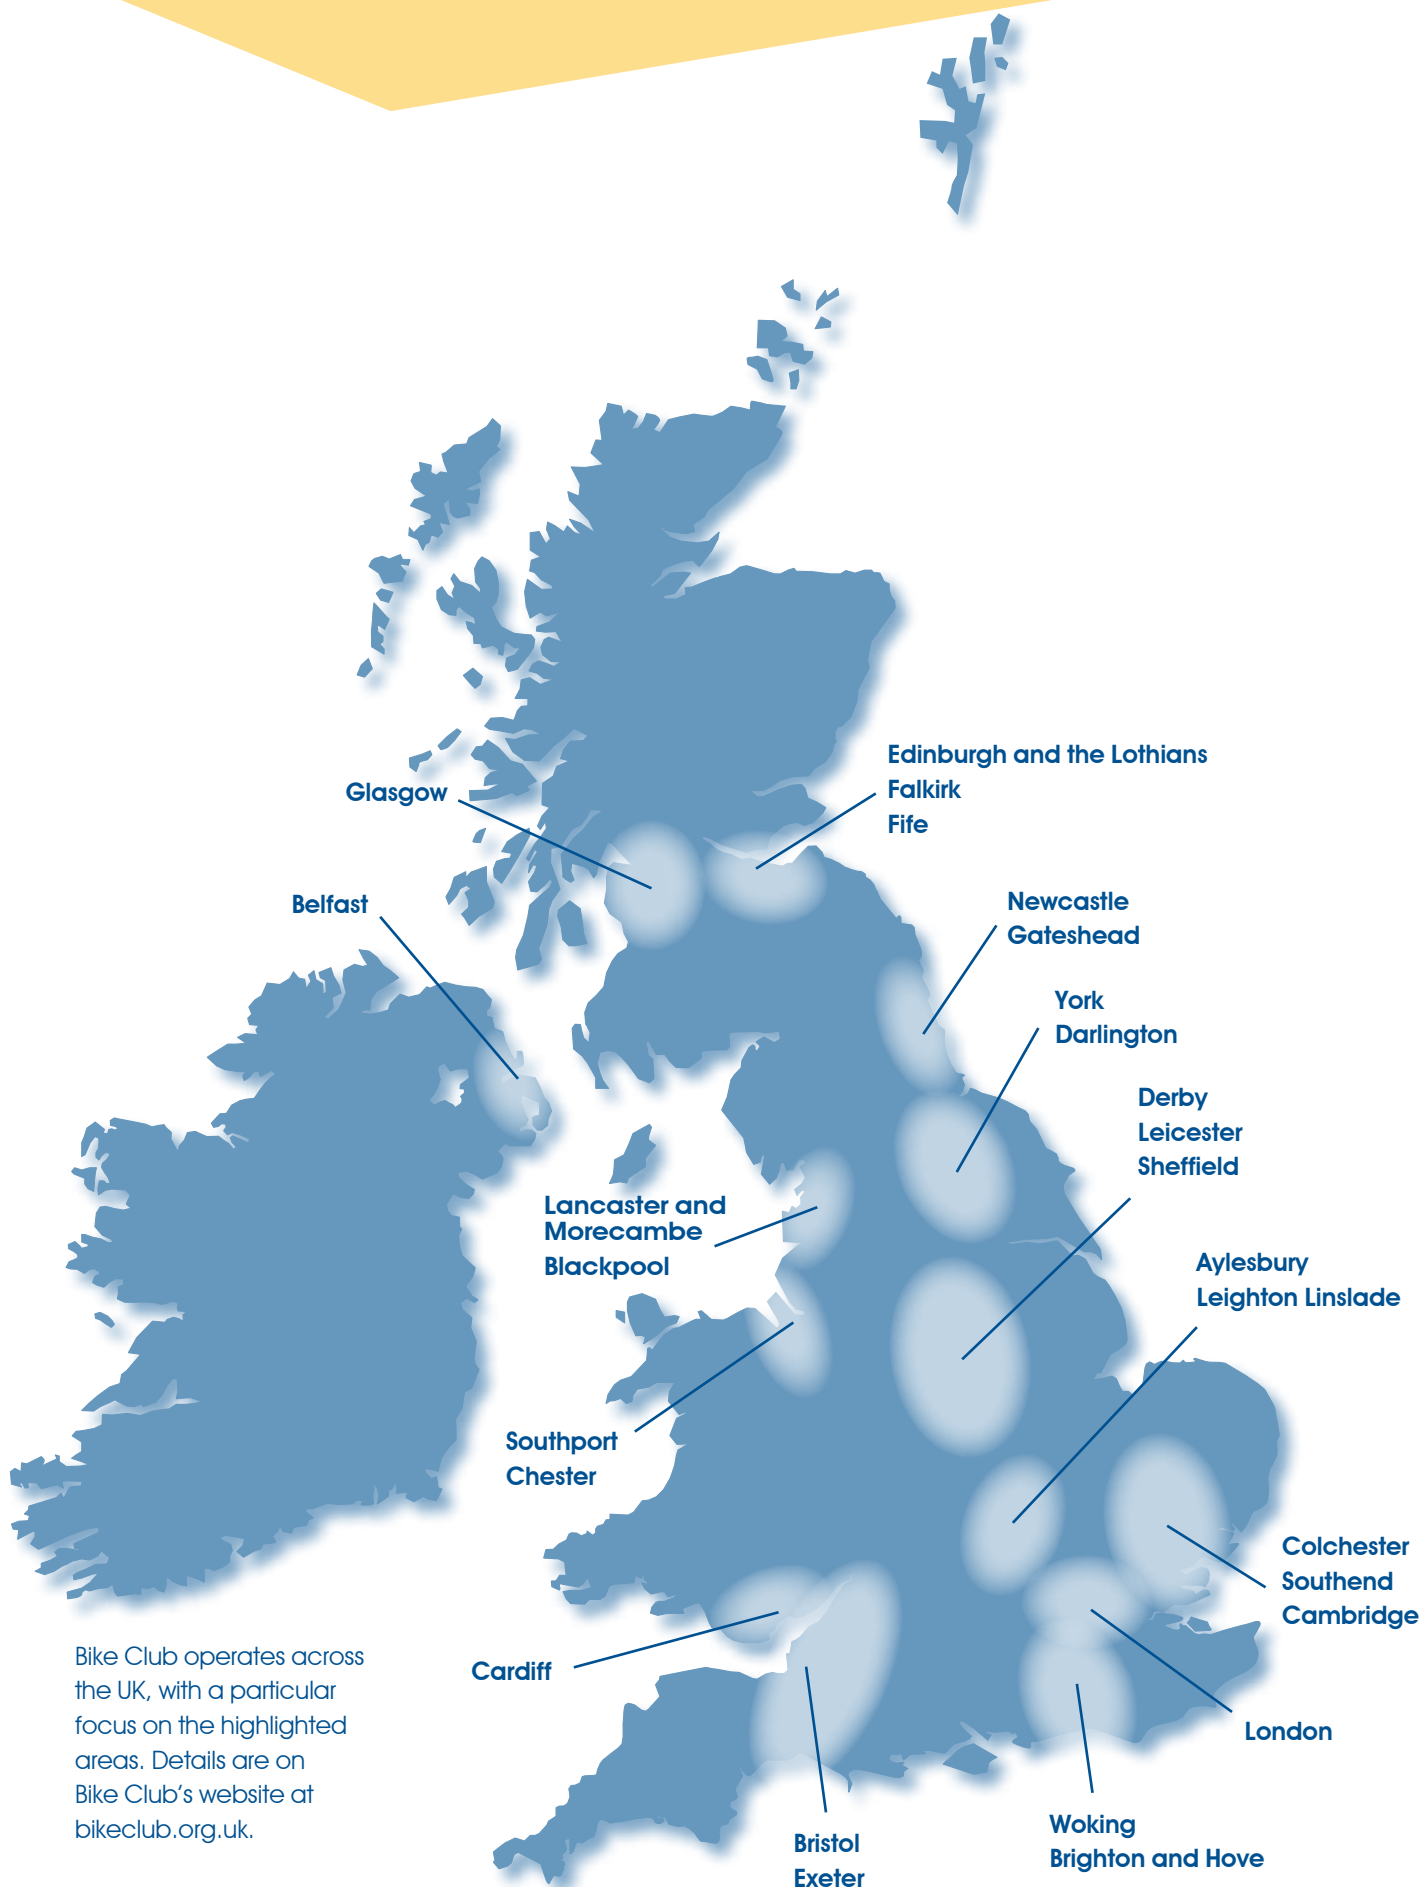 Edinburgh and the Lothians
Falkirk
Fife
Glasgow
Belfast
Newcastle
Gateshead
York
Darlington
Derby
Leicester
Sheffield
Lancaster and
Morecambe
Blackpool
Aylesbury
Leighton Linslade
Southport
Chester
Colchester
Southend
Cambridge
Cardiff
London
Woking
Brighton and Hove
Bristol
Exeter
Bike Club operates across
the UK, with a particular
focus on the highlighted
areas. Details are on
Bike Club’s website at
bikeclub.org.uk.